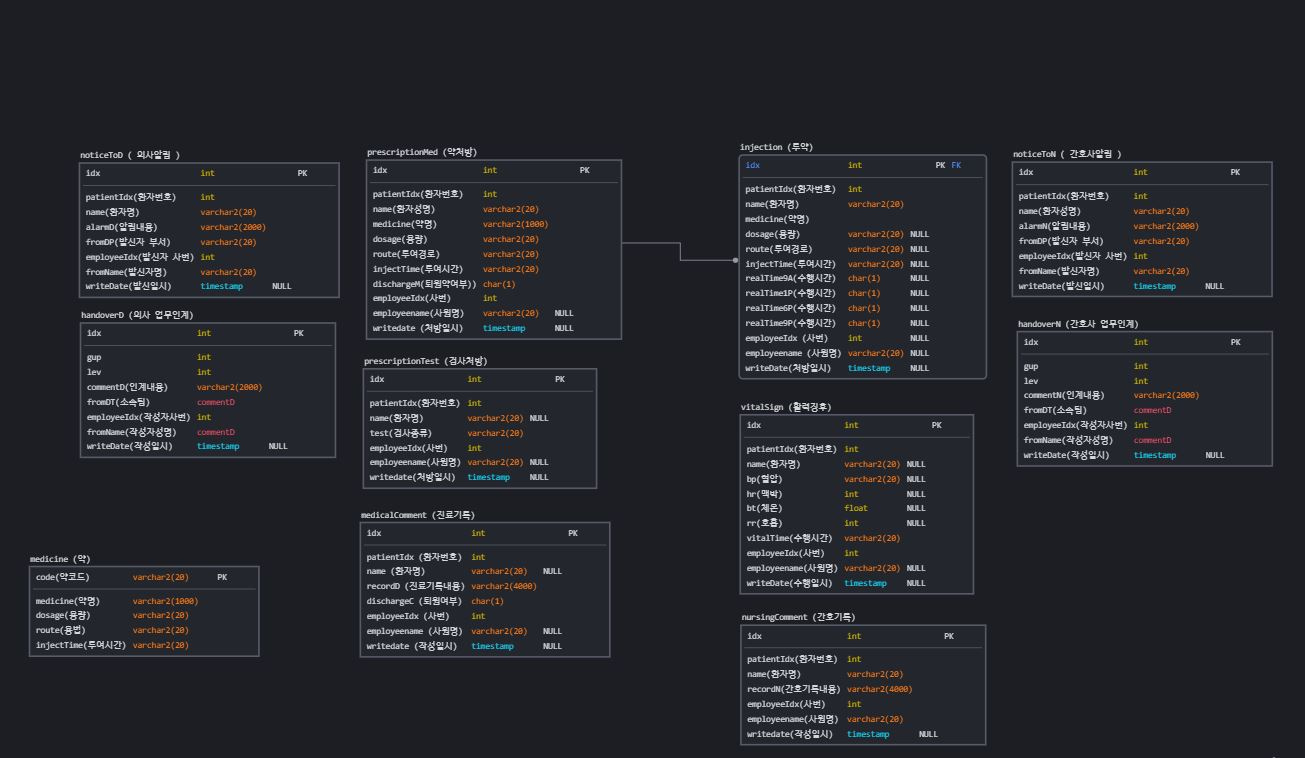 noticeToD ( 의사알림 )
idx int PK
patientIdx(환자번호) int
name(환자명) varchar2(20)
alarmD(알림내용) varchar2(2000)
fromDP(발신자 부서) varchar2(20)
employeeIdx(발신자 사번) int
fromName(발신자명) varchar2(20)
writeDate(발신일시) timestamp NULL
handoverD (의사 업무인계)
idx int PK
gup int
lev int
commentD(인계내용) varchar2(2000)
fromDT(소속팀) commentD
employeeIdx(작성자사번) int
fromName(작성자성명) commentD
writeDate(작성일시) timestamp NULL
medicine (약)
code(약코드) varchar2(20) PK
medicine(약명) varchar2(1000)
dosage(용량) varchar2(20)
route(용법) varchar2(20)
injectTime(투여시간) varchar2(20)
prescriptionMed (약처방)
idx int PK
patientIdx(환자번호) int
name(환자성명) varchar2(20)
medicine(약명) varchar2(1000)
dosage(용량) varchar2(20)
route(투여경로) varchar2(20)
injectTime(투여시간) varchar2(20)
dischargeM(퇴원약여부)) char(1)
employeeIdx(사번) int
employeename(사원명) varchar2(20) NULL
writedate (처방일시) timestamp NULL
prescriptionTest (검사처방)
idx int PK
patientIdx(환자번호) int
name(환자명) varchar2(20) NULL
test(검사종류) varchar2(20)
employeeIdx(사번) int
employeename(사원명) varchar2(20) NULL
writedate(처방일시) timestamp NULL
medicalComment (진료기록)
idx int PK
patientIdx (환자번호) int
name (환자명) varchar2(20) NULL
recordD (진료기록내용) varchar2(4000)
dischargeC (퇴원여부) char(1)
employeeIdx (사번) int
employeename (사원명) varchar2(20) NULL
writedate (작성일시) timestamp NULL
injection (투약)
idx int PK FK
patientIdx(환자번호) int
name(환자명) varchar2(20)
medicine(약명)
dosage(용량) varchar2(20) NULL
route(투여경로) varchar2(20) NULL
injectTime(투여시간) varchar2(20) NULL
realTime9A(수행시간) char(1) NULL
realTime1P(수행시간) char(1) NULL
realTime6P(수행시간) char(1) NULL
realTime9P(수행시간) char(1) NULL
employeeIdx (사번) int NULL
employeename (사원명) varchar2(20) NULL
writeDate(처방일시) timestamp NULL
vitalSign (활력징후)
idx int PK
patientIdx(환자번호) int
name(환자명) varchar2(20) NULL
bp(혈압) varchar2(20) NULL
hr(맥박) int NULL
bt(체온) float NULL
rr(호흡) int NULL
vitalTime(수행시간) varchar2(20)
employeeIdx(사번) int
employeename(사원명) varchar2(20) NULL
writeDate(수행일시) timestamp NULL
nursingComment (간호기록)
idx int PK
patientIdx(환자번호) int
name(환자명) varchar2(20)
recordN(간호기록내용) varchar2(4000)
employeeIdx(사번) int
employeename(사원명) varchar2(20)
writedate(작성일시) timestamp NULL
noticeToN ( 간호사알림 )
idx int PK
patientIdx(환자번호) int
name(환자성명) varchar2(20)
alarmN(알림내용) varchar2(2000)
fromDP(발신자 부서) varchar2(20)
employeeIdx(발신자 사번) int
fromName(발신자명) varchar2(20)
writeDate(발신일시) timestamp NULL
handoverN (간호사 업무인계)
idx int PK
gup int
lev int
commentN(인계내용) varchar2(2000)
fromDT(소속팀) commentD
employeeIdx(작성자사번) int
fromName(작성자성명) commentD
writeDate(작성일시) timestamp NULL